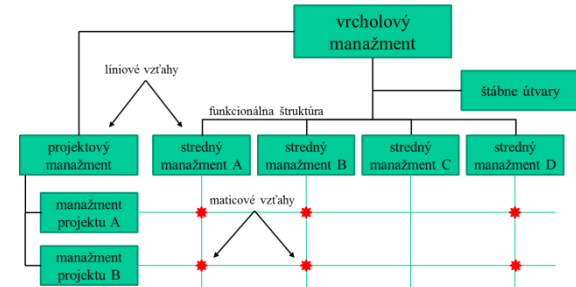 vrcholový
manažment
líniové vzťahy
štábne útvary
funkcionálna štruktúra
projektový
manažment
stredný
manažment A
stredný
manažment B
stredný
manažment C
stredný
manažment D
manažment
projektu A
maticové vzťahy
manažment
projektu B